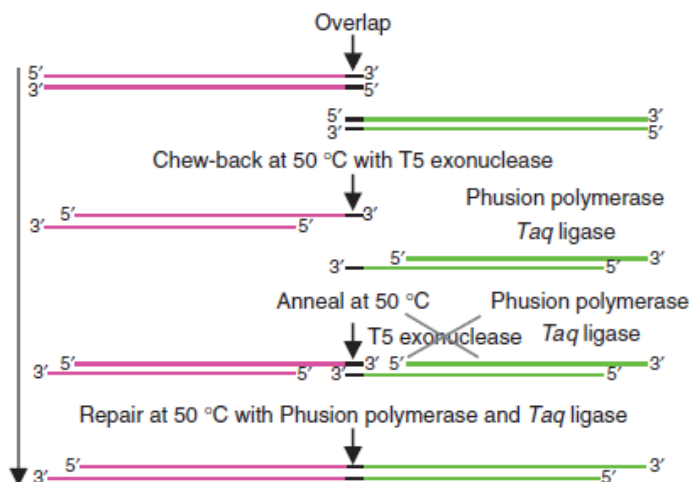 Overlap
5′ 3′
3′ 5′
5′ 3′
3′ 5′
Chew-back at 50 °C with T5 exonuclease
5′ 3′
3′ 5′
Phusion polymerase
Taq ligase
5′ 3′
3′ 5′
Anneal at 50 °C Phusion polymerase
T5 exonuclease Taq ligase
5′ 3′ 5′ 3′
3′ 5′ 3′ 5′
Repair at 50 °C with Phusion polymerase and Taq ligase
5′ 3′
3′ 5′